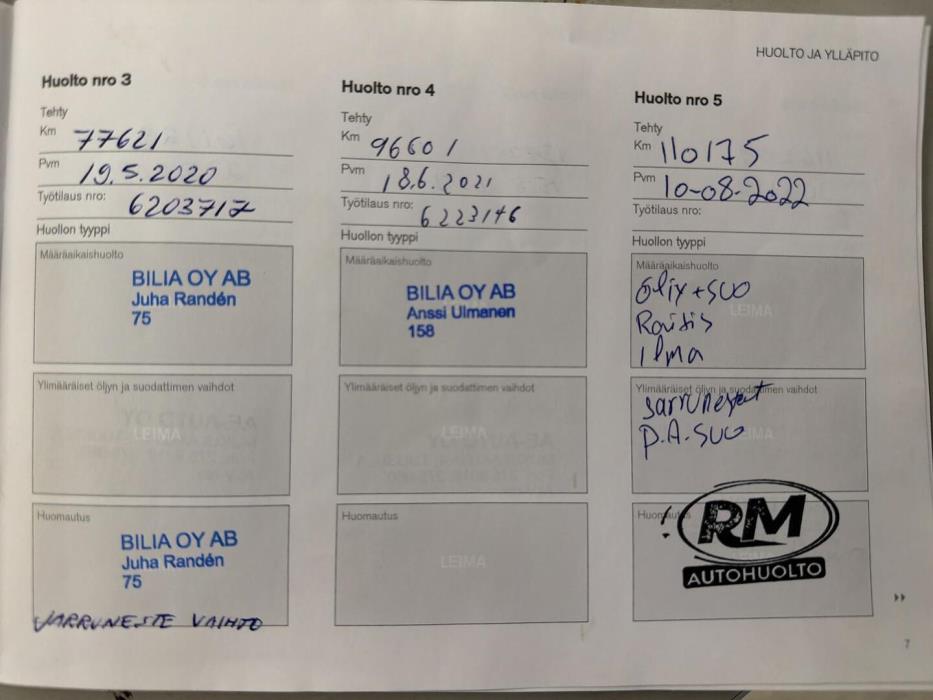 HUOLTO JA YLLÄPITO
Huolto nro 3
Tehty
Km 77621
Pvm 19.5.2020
Työtilaus nro: 6203717
Huollon tyyppi
Määräaikaishuolto
BILIA OY AB
Juha Randén
75
Ylimääräiset öljyn ja suodattimen vaihdot
LEIMA
Huomautus
BILIA OY AB
Juha Randén
75
JARRUNESTE VAIHTO
Huolto nro 4
Tehty
Km 96601
Pvm 18.6.2021
Työtilaus nro: 6223146
Huollon tyyppi
Määräaikaishuolto
BILIA OY AB
Anssi Ulmanen
158
Ylimääräiset öljyn ja suodattimen vaihdot
LEIMA
Huomautus
LEIMA
Huolto nro 5
Tehty
Km 110175
Pvm 10-08-2022
Työtilaus nro:
Huollon tyyppi
Määräaikaishuolto
+suo
LEIMA
Raitis
Ilma
Ylimääräiset öljyn ja suodattimen vaihdot
Jarruneste
P.A.suo
LEIMA
Huomautus
RM
AUTOHUOLTO
7